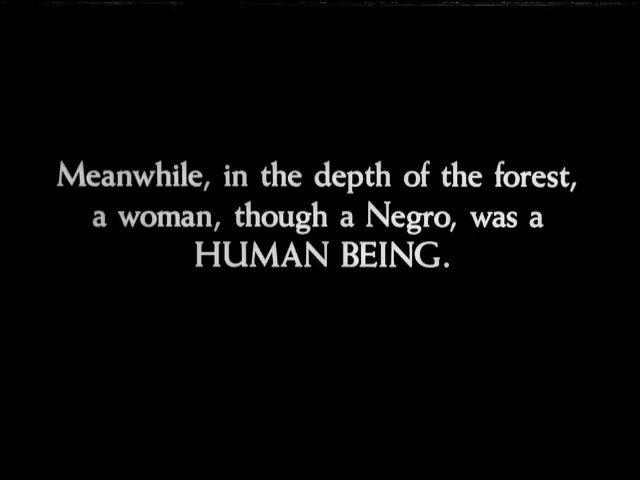 Meanwhile, in the depth of the forest,
a woman, though a Negro, was a
HUMAN BEING.